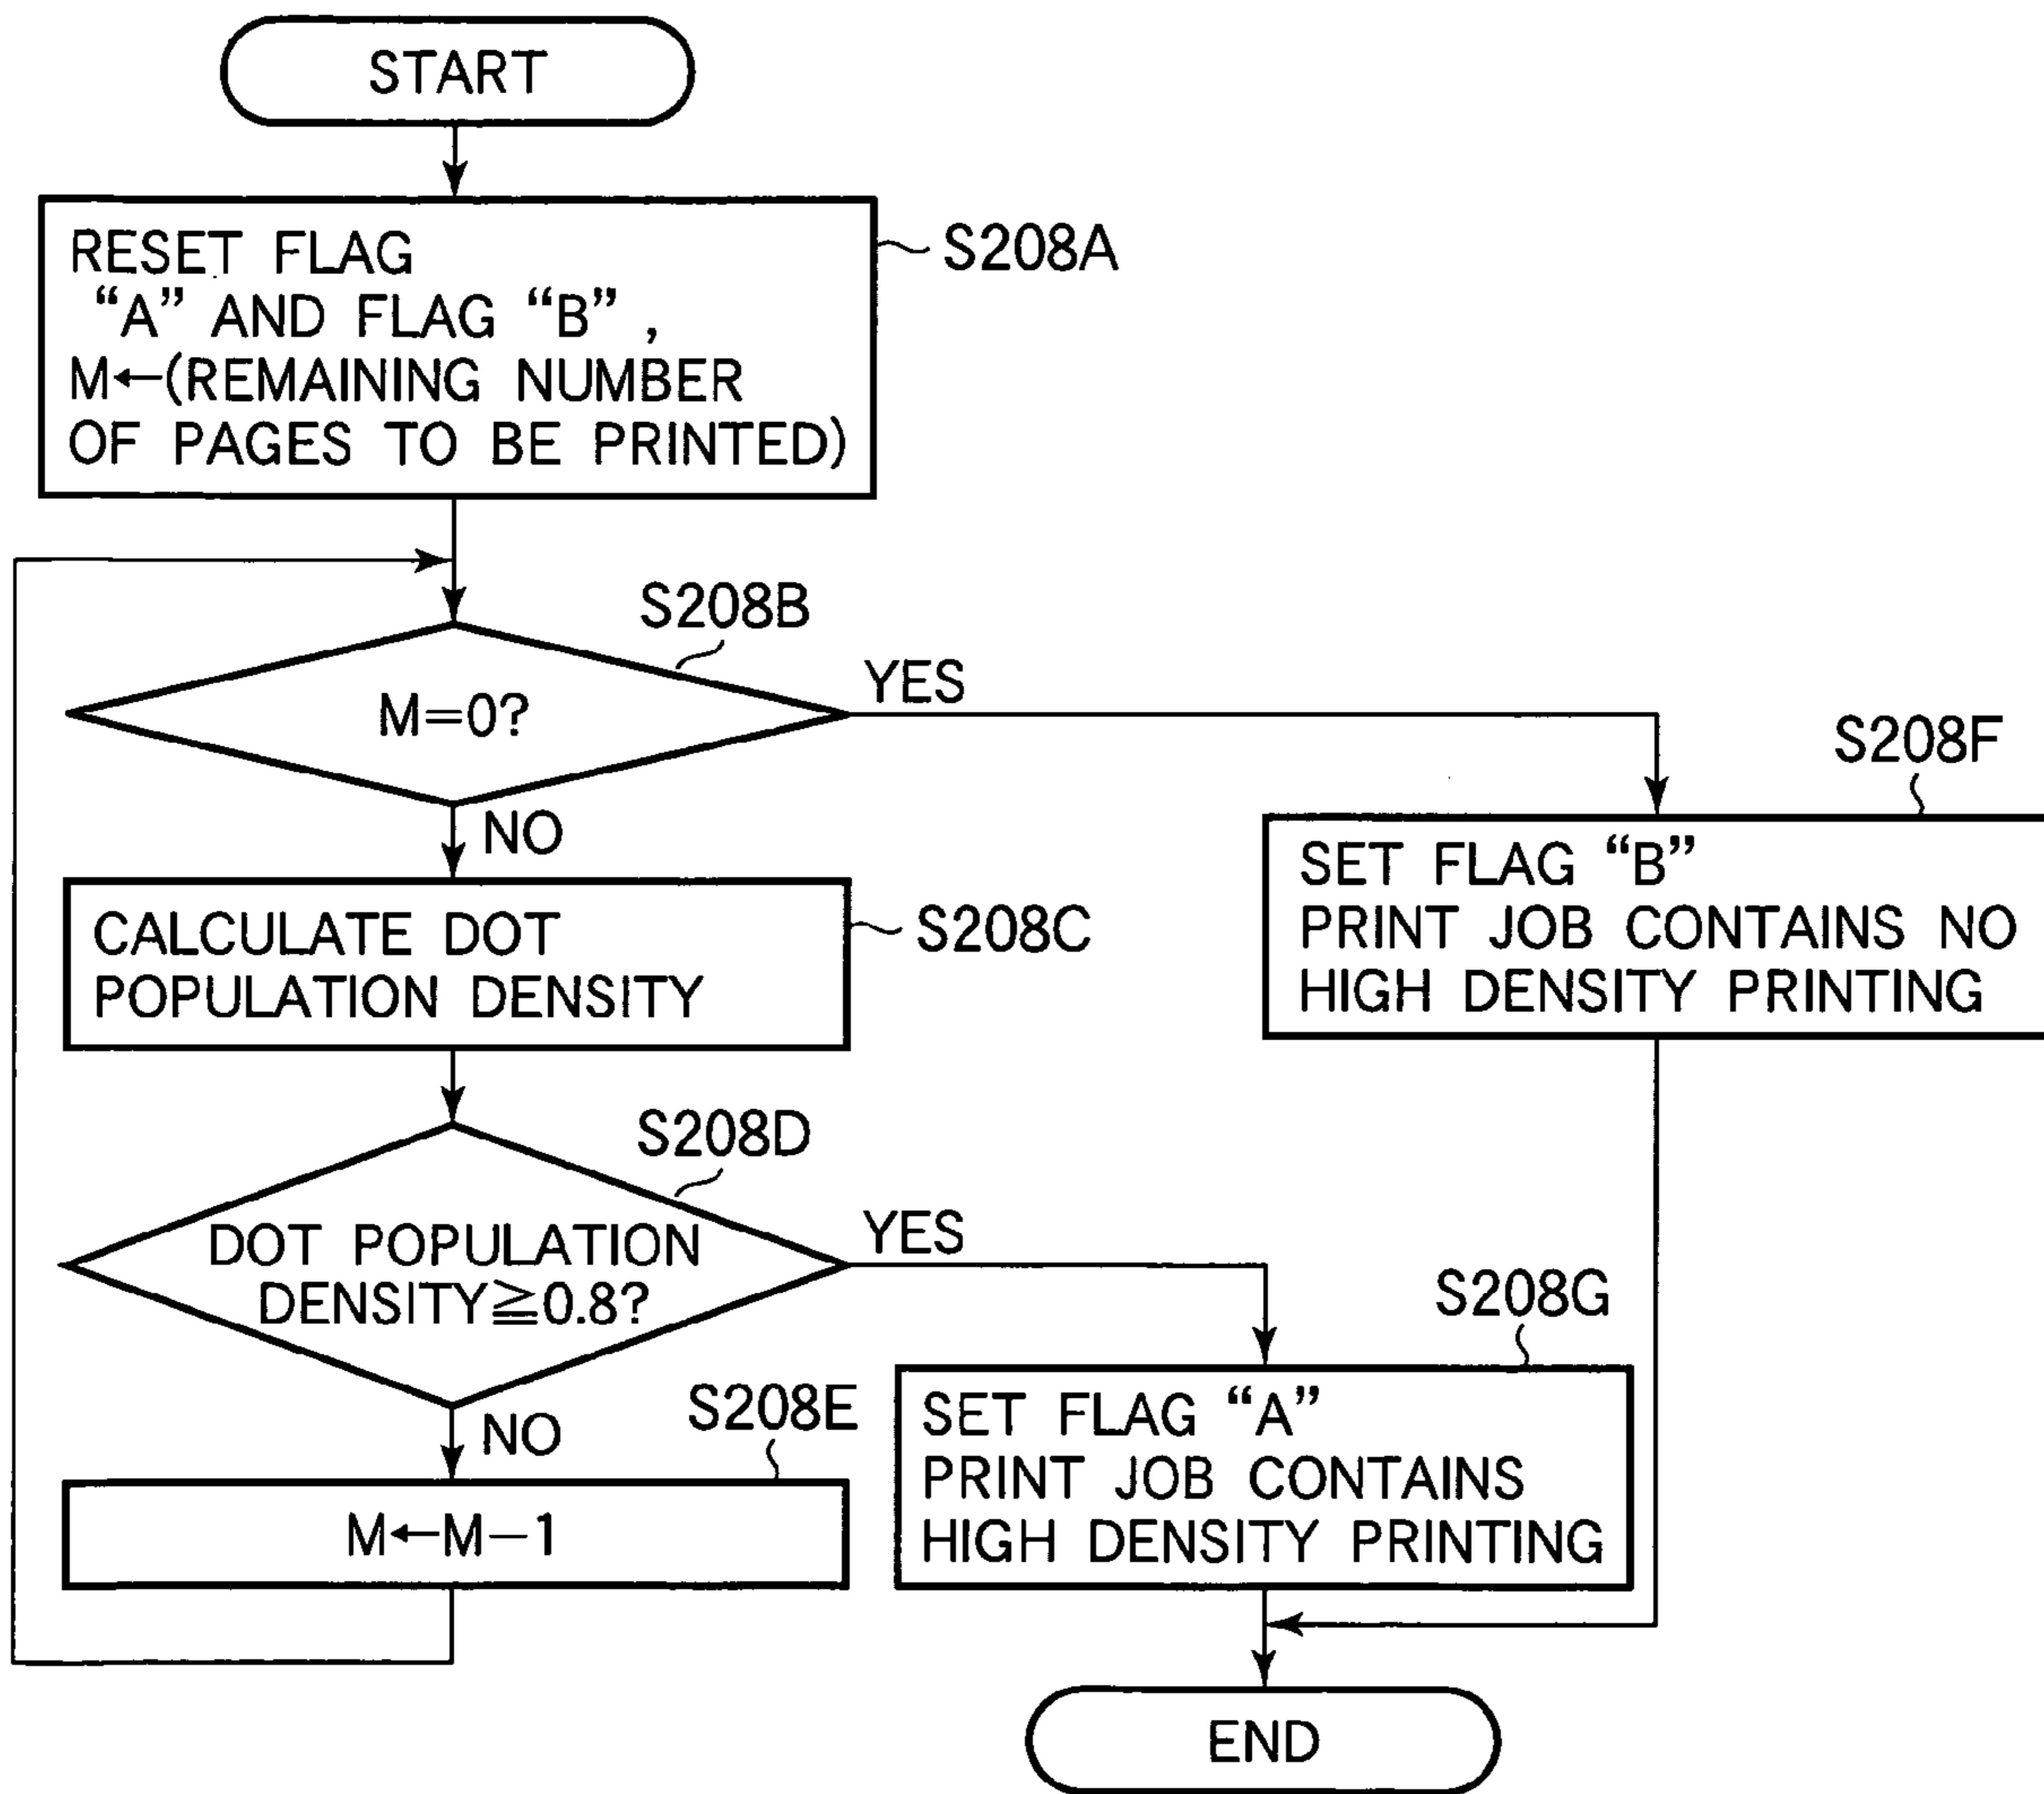 START
RESET FLAG
“A” AND FLAG “B” ,
M←(REMAINING NUMBER
OF PAGES TO BE PRINTED)
S208A
S208B
M=0?
YES
NO
S208F
SET FLAG “B”
PRINT JOB CONTAINS NO
HIGH DENSITY PRINTING
CALCULATE DOT
POPULATION DENSITY
S208C
S208D
DOT POPULATION
DENSITY≧0.8?
YES
NO
S208G
SET FLAG “A”
PRINT JOB CONTAINS
HIGH DENSITY PRINTING
S208E
M←M−1
END